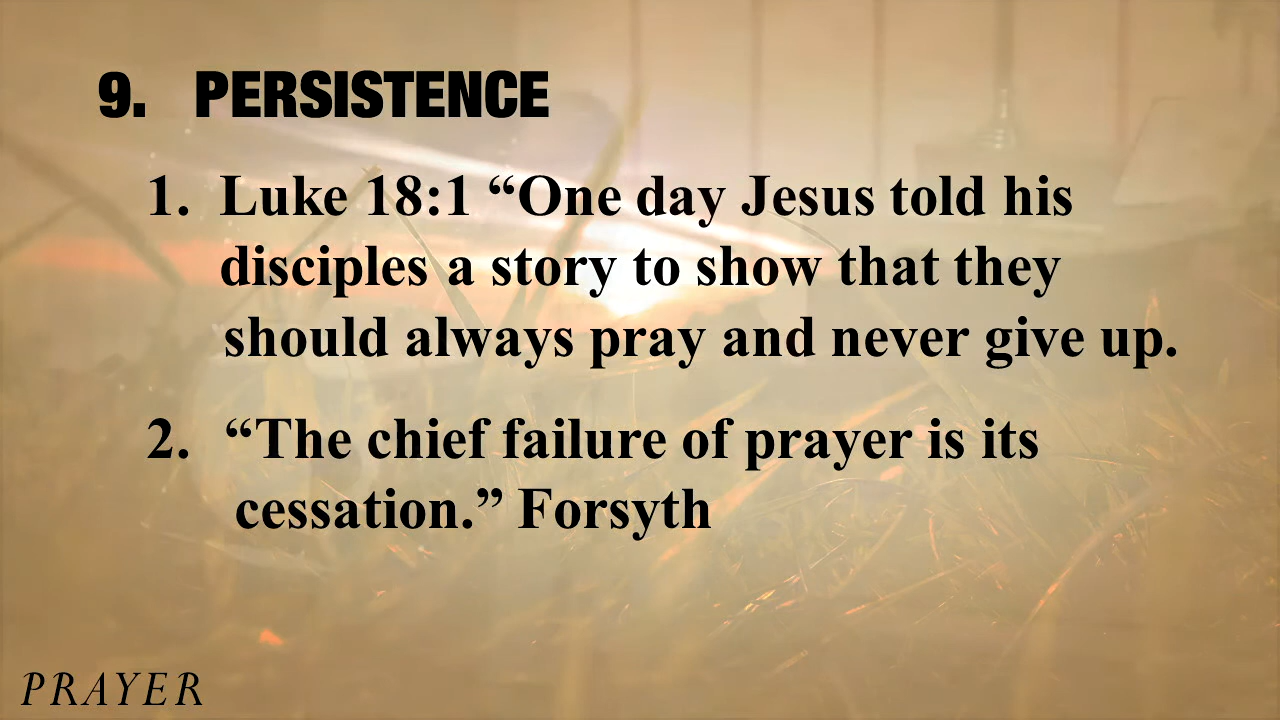 9. PERSISTENCE
1. Luke 18:1 “One day Jesus told his
disciples a story to show that they
should always pray and never give up.
2. “The chief failure of prayer is its
cessation.” Forsyth
PRAYER